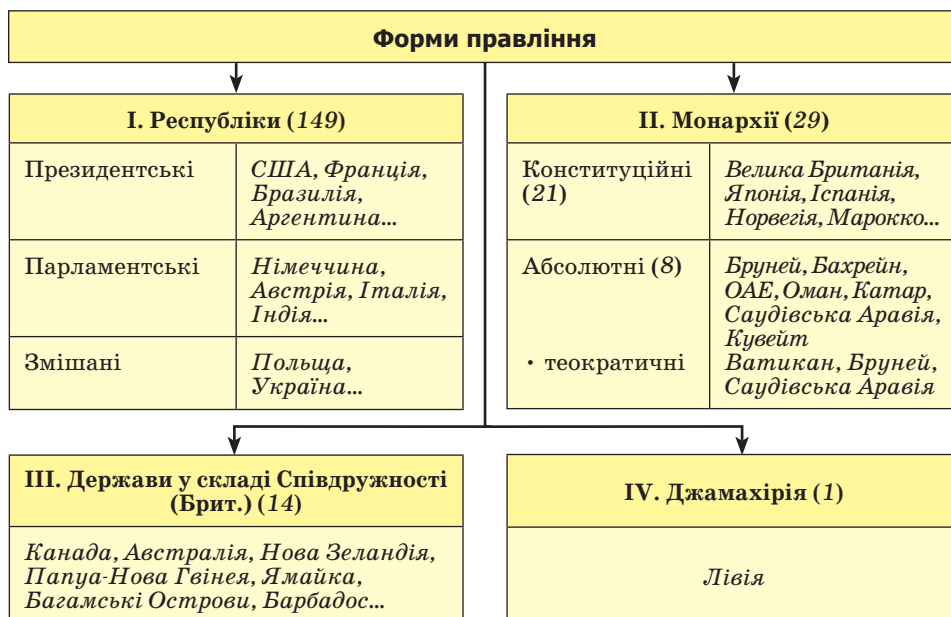 Форми правління
І. Республіки (149)
Президентські
США, Франція,
Бразилія,
Аргентина...
Парламентські
Німеччина,
Австрія, Італія,
Індія...
Змішані
Польща,
Україна...
ІІ. Монархії (29)
Конституційні
(21)
Велика Британія,
Японія, Іспанія,
Норвегія, Марокко...
Абсолютні (8)
Бруней, Бахрейн,
ОАЕ, Оман, Катар,
Саудівська Аравія,
Кувейт
• теократичні
Ватикан, Бруней,
Саудівська Аравія
ІІІ. Держави у складі Співдружності
(Брит.) (14)
Канада, Австралія, Нова Зеландія,
Папуа-Нова Гвінея, Ямайка,
Багамські Острови, Барбадос...
IV. Джамахірія (1)
Лівія